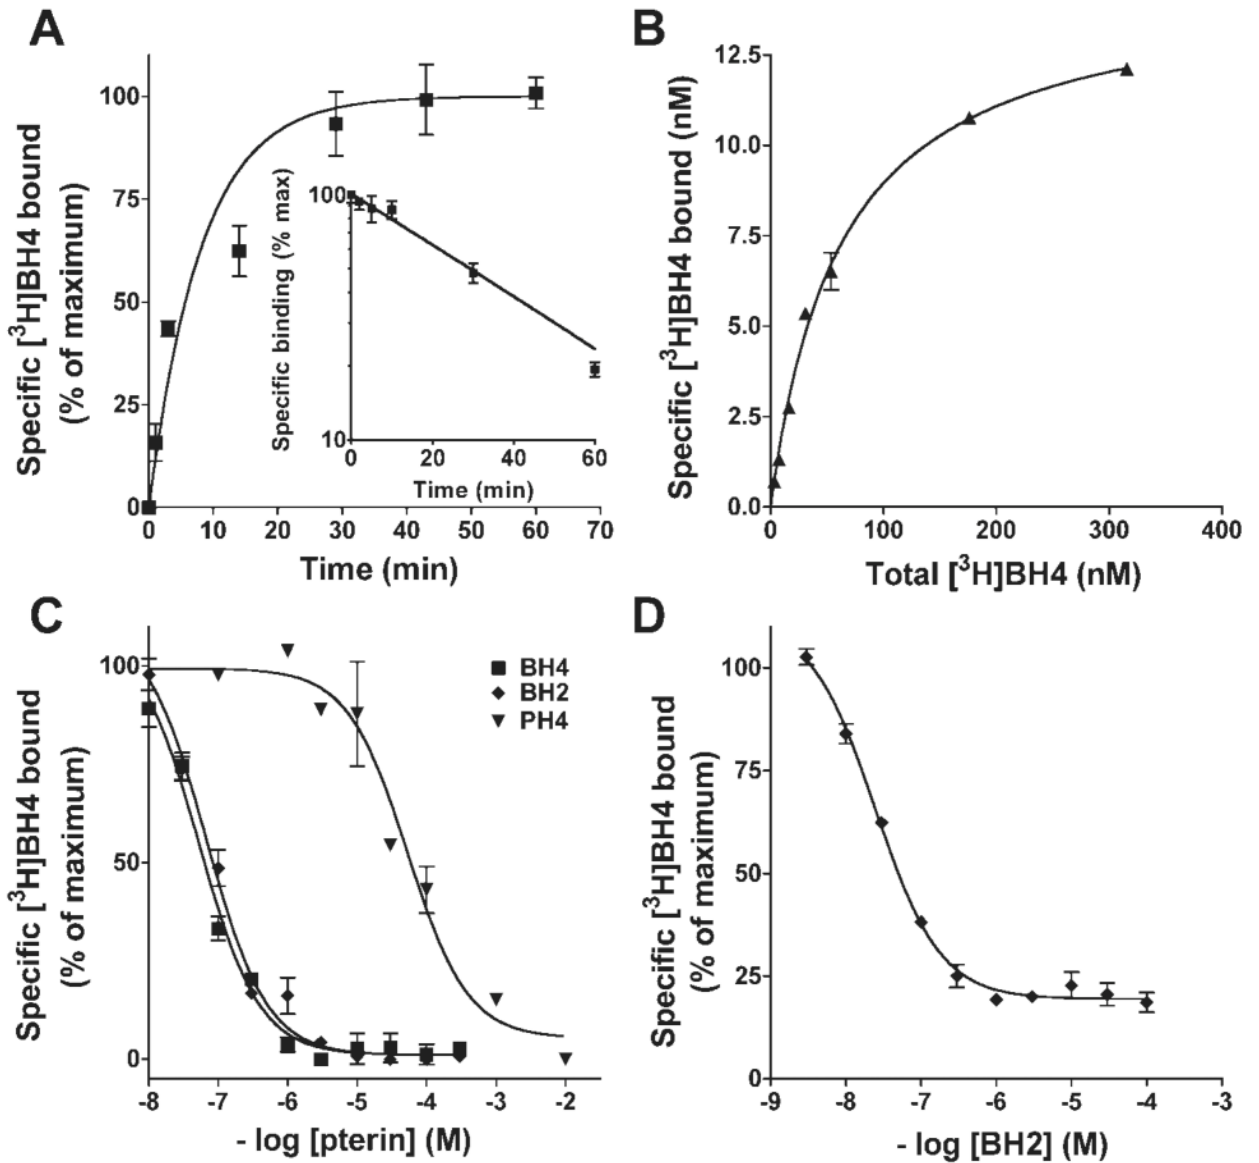 A
Specific [³H]BH4 bound
(% of maximum)
100
75
50
25
0
0 10 20 30 40 50 60 70
Time (min)
Specific binding (% max)
100
10
0 20 40 60
Time (min)
B
Specific [³H]BH4 bound (nM)
12.5
10.0
7.5
5.0
2.5
0.0
0 100 200 300 400
Total [³H]BH4 (nM)
C
Specific [³H]BH4 bound
(% of maximum)
100
50
0
-8 -7 -6 -5 -4 -3 -2
- log [pterin] (M)
BH4
BH2
PH4
D
Specific [³H]BH4 bound
(% of maximum)
100
75
50
25
0
-9 -8 -7 -6 -5 -4 -3
- log [BH2] (M)